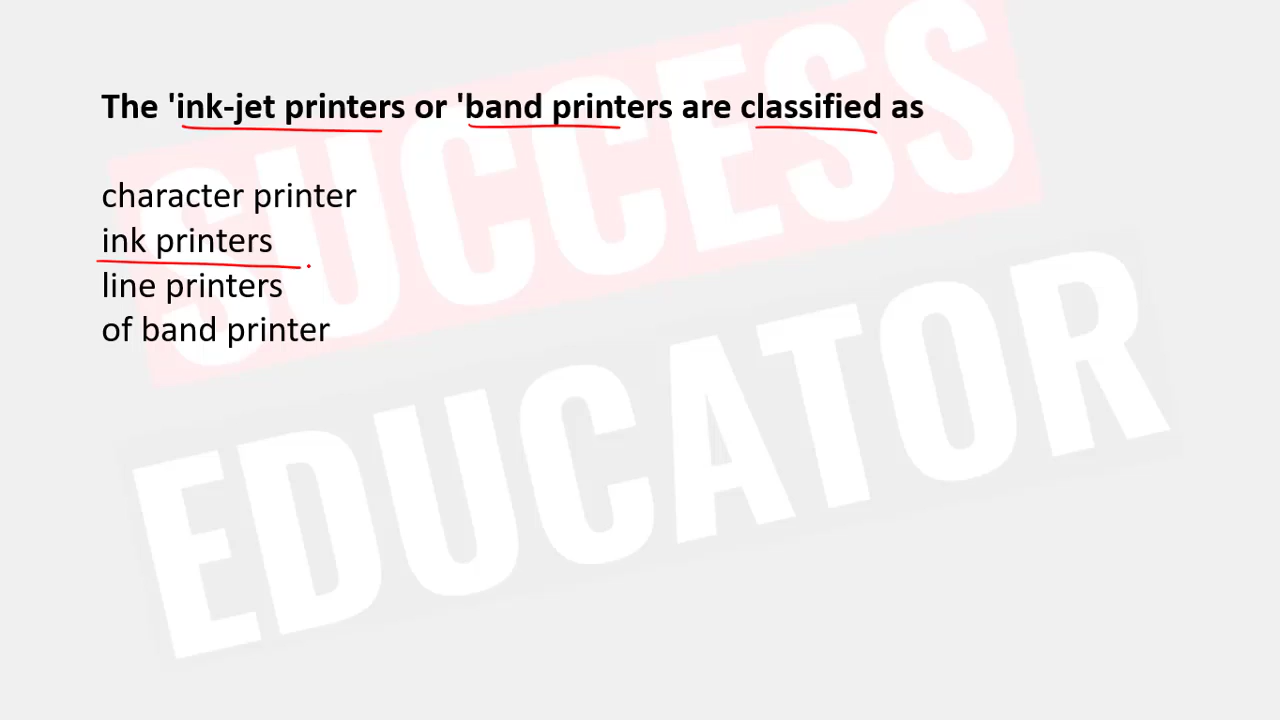 The 'ink-jet printers or 'band printers are classified as
character printer
ink printers
line printers
of band printer
SUCCESS
EDUCATOR